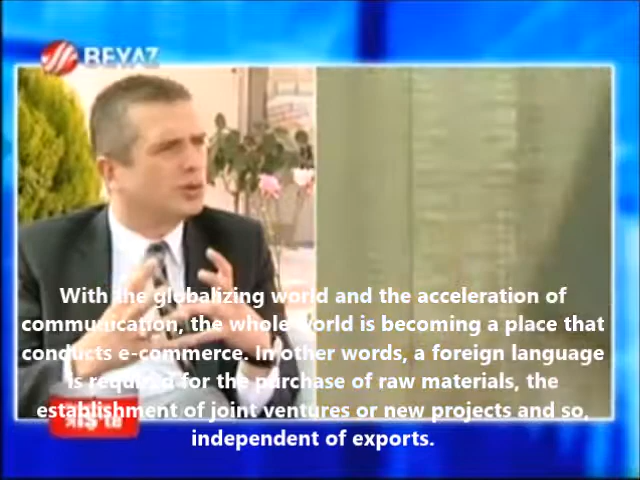 BEYAZ
With the globalizing world and the acceleration of
communication, the whole world is becoming a place that
conducts e-commerce. In other words, a foreign language
is required for the purchase of raw materials, the
establishment of joint ventures or new projects and so,
independent of exports.